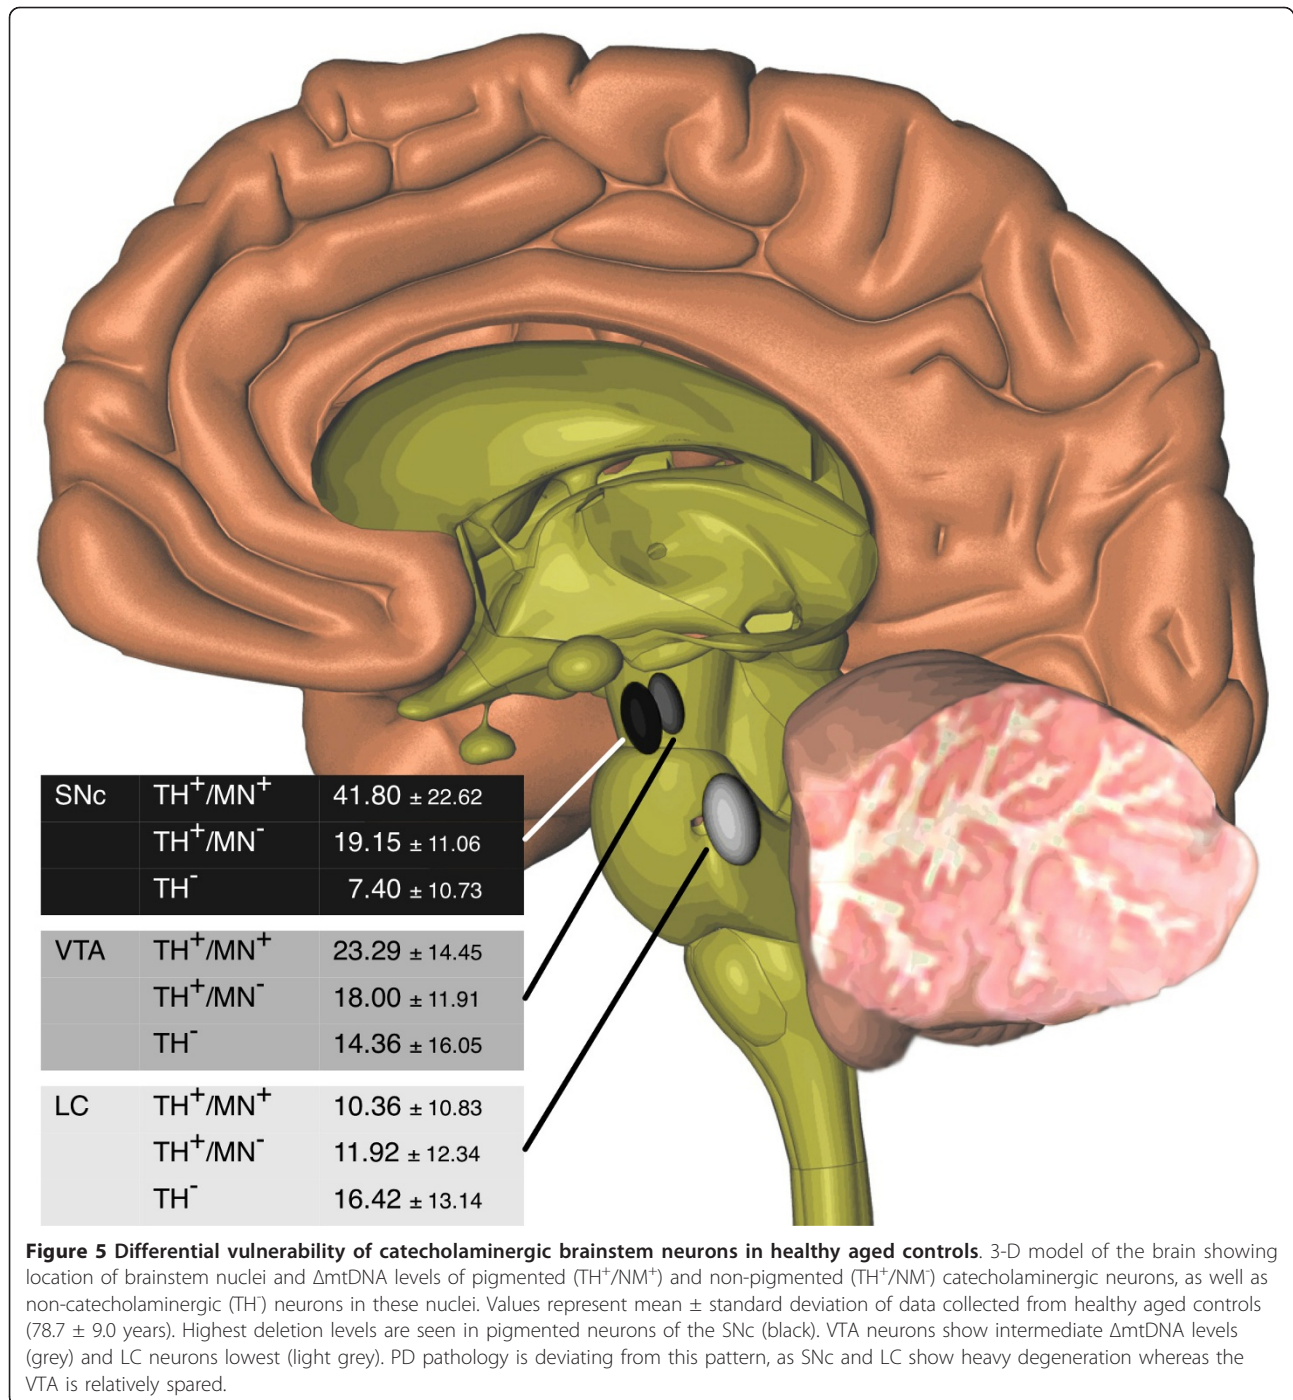 SNc TH⁺/MN⁺ 41.80 ± 22.62
TH⁺/MN⁻ 19.15 ± 11.06
TH⁻ 7.40 ± 10.73
VTA TH⁺/MN⁺ 23.29 ± 14.45
TH⁺/MN⁻ 18.00 ± 11.91
TH⁻ 14.36 ± 16.05
LC TH⁺/MN⁺ 10.36 ± 10.83
TH⁺/MN⁻ 11.92 ± 12.34
TH⁻ 16.42 ± 13.14
Figure 5 Differential vulnerability of catecholaminergic brainstem neurons in healthy aged controls. 3-D model of the brain showing
location of brainstem nuclei and ΔmtDNA levels of pigmented (TH⁺/NM⁺) and non-pigmented (TH⁺/NM⁻) catecholaminergic neurons, as well as
non-catecholaminergic (TH⁻) neurons in these nuclei. Values represent mean ± standard deviation of data collected from healthy aged controls
(78.7 ± 9.0 years). Highest deletion levels are seen in pigmented neurons of the SNc (black). VTA neurons show intermediate ΔmtDNA levels
(grey) and LC neurons lowest (light grey). PD pathology is deviating from this pattern, as SNc and LC show heavy degeneration whereas the
VTA is relatively spared.